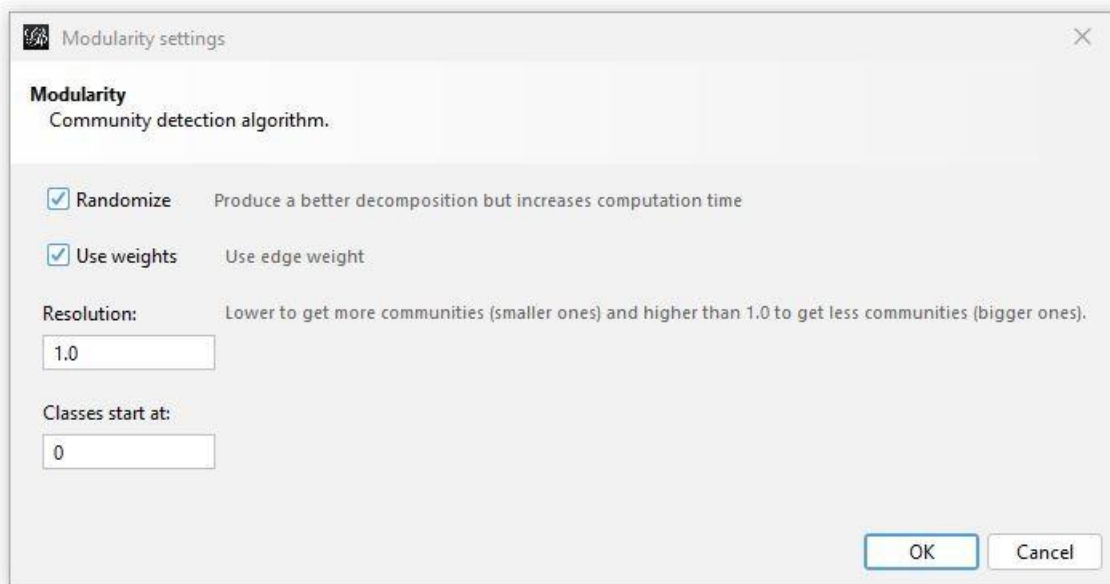 Modularity settings
Modularity
Community detection algorithm.
Randomize Produce a better decomposition but increases computation time
Use weights Use edge weight
Resolution: Lower to get more communities (smaller ones) and higher than 1.0 to get less communities (bigger ones).
1.0
Classes start at:
0
OK Cancel